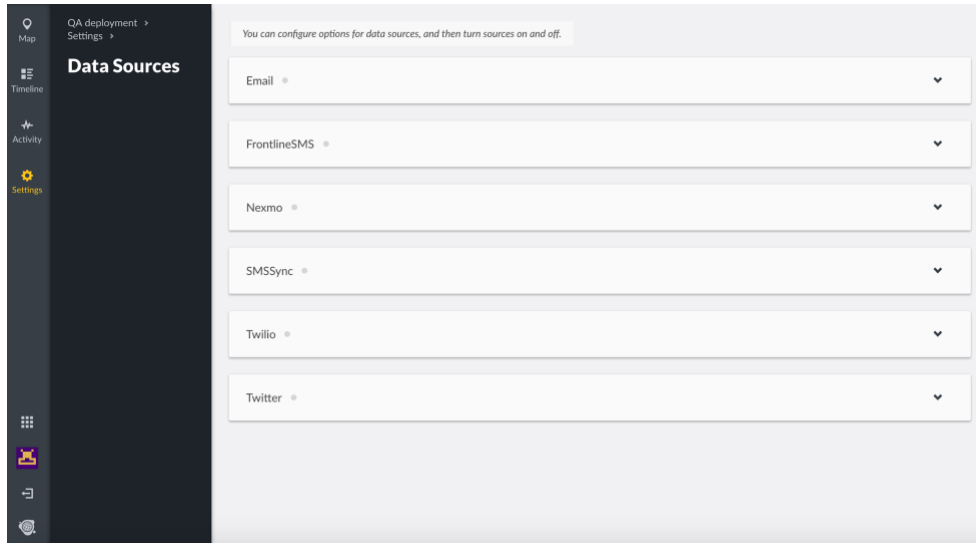 Map
Timeline
Activity
Settings
QA deployment ›
Settings ›
Data Sources
You can configure options for data sources, and then turn sources on and off.
Email
FrontlineSMS
Nexmo
SMSSync
Twilio
Twitter